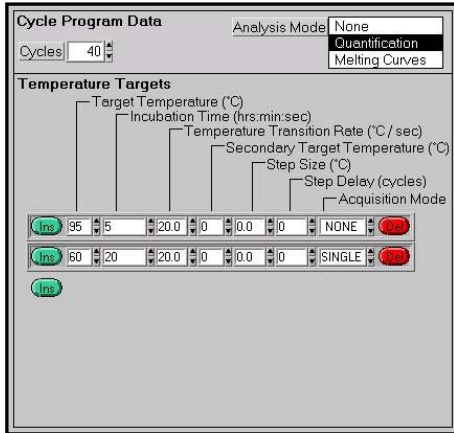 Cycle Program Data
Analysis Mode None
Quantification
Melting Curves
Cycles 40
Temperature Targets
Target Temperature (°C)
Incubation Time (hrs:min:sec)
Temperature Transition Rate (°C / sec)
Secondary Target Temperature (°C)
Step Size (°C)
Step Delay (cycles)
Acquisition Mode
Ins 95 5 20.0 0 0.0 0 NONE Del
Ins 60 20 20.0 0 0.0 0 SINGLE Del
Ins